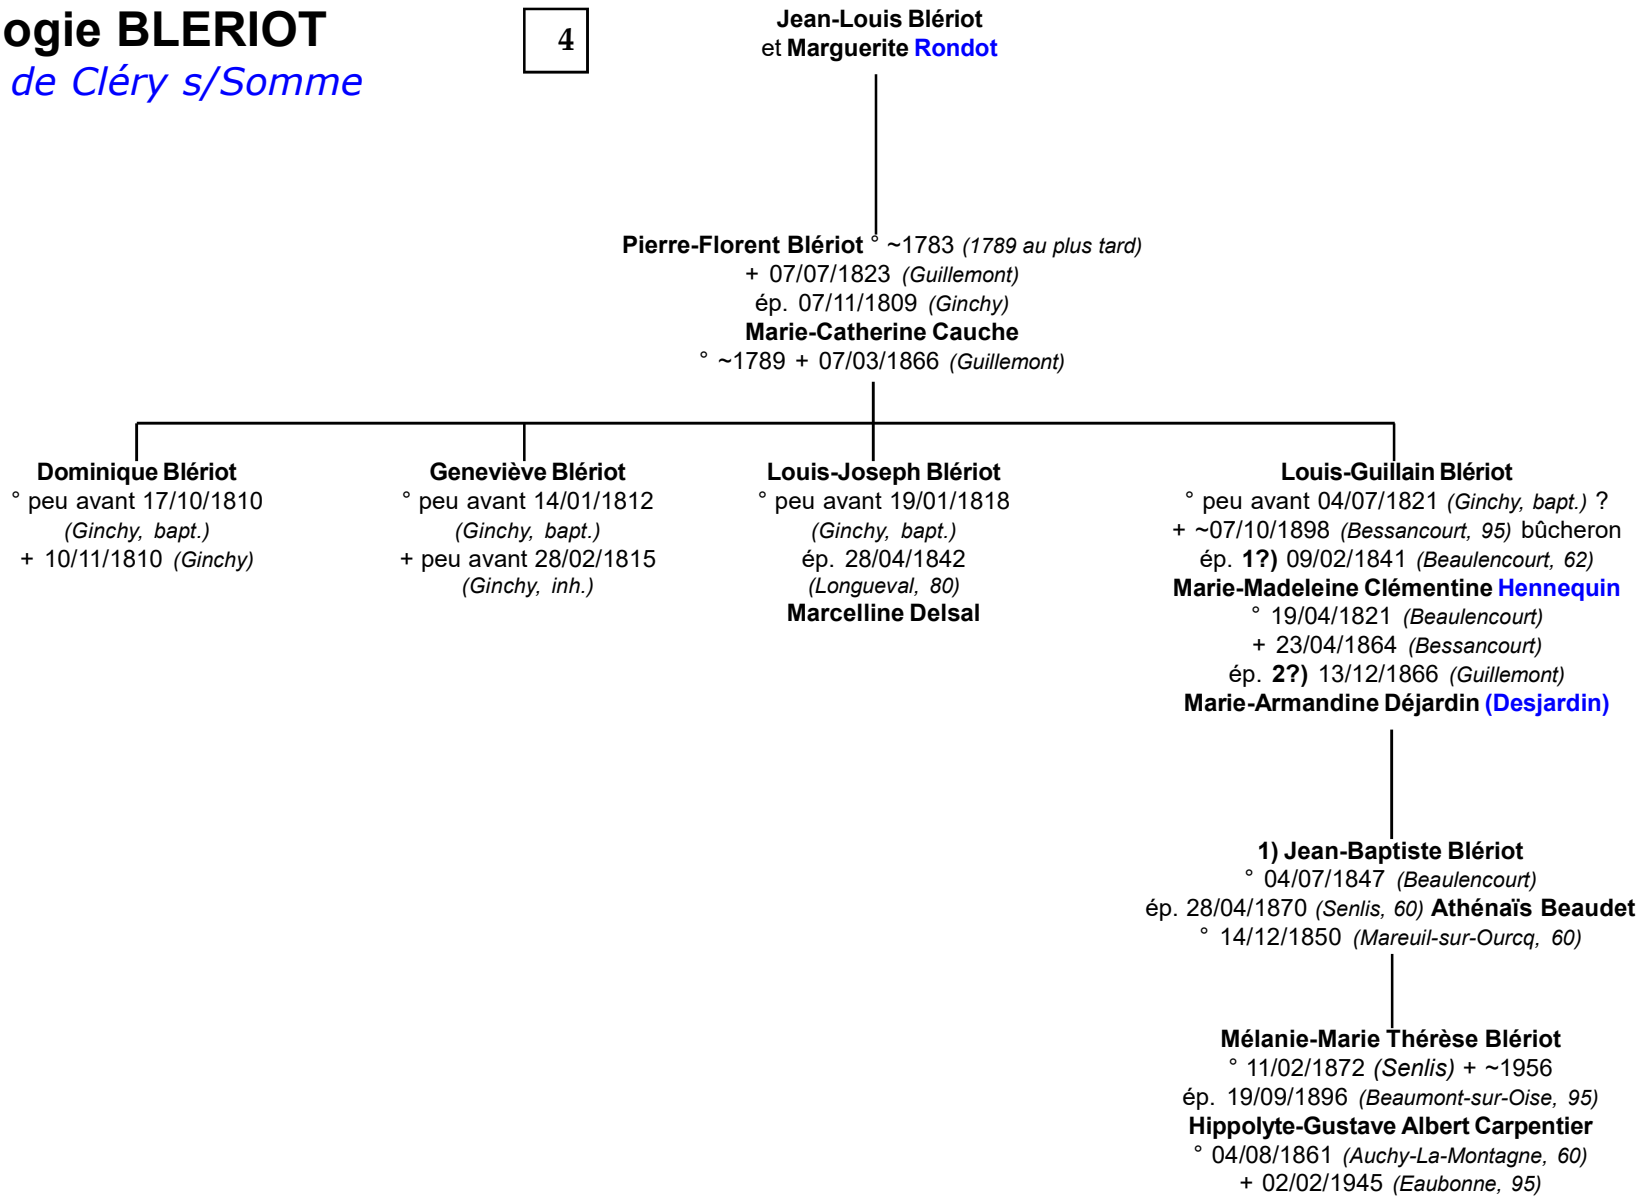 ogie BLERIOT
de Cléry s/Somme
4
Jean-Louis Blériot
et Marguerite Rondot
Pierre-Florent Blériot ° ~1783 (1789 au plus tard)
+ 07/07/1823 (Guillemont)
ép. 07/11/1809 (Ginchy)
Marie-Catherine Cauche
° ~1789 + 07/03/1866 (Guillemont)
Dominique Blériot
° peu avant 17/10/1810
(Ginchy, bapt.)
+ 10/11/1810 (Ginchy)
Geneviève Blériot
° peu avant 14/01/1812
(Ginchy, bapt.)
+ peu avant 28/02/1815
(Ginchy, inh.)
Louis-Joseph Blériot
° peu avant 19/01/1818
(Ginchy, bapt.)
ép. 28/04/1842
(Longueval, 80)
Marcelline Delsal
Louis-Guillain Blériot
° peu avant 04/07/1821 (Ginchy, bapt.) ?
+ ~07/10/1898 (Bessancourt, 95) bûcheron
ép. 1?) 09/02/1841 (Beaulencourt, 62)
Marie-Madeleine Clémentine Hennequin
° 19/04/1821 (Beaulencourt)
+ 23/04/1864 (Bessancourt)
ép. 2?) 13/12/1866 (Guillemont)
Marie-Armandine Déjardin (Desjardin)
1) Jean-Baptiste Blériot
° 04/07/1847 (Beaulencourt)
ép. 28/04/1870 (Senlis, 60) Athénaïs Beaudet
° 14/12/1850 (Mareuil-sur-Ourcq, 60)
Mélanie-Marie Thérèse Blériot
° 11/02/1872 (Senlis) + ~1956
ép. 19/09/1896 (Beaumont-sur-Oise, 95)
Hippolyte-Gustave Albert Carpentier
° 04/08/1861 (Auchy-La-Montagne, 60)
+ 02/02/1945 (Eaubonne, 95)